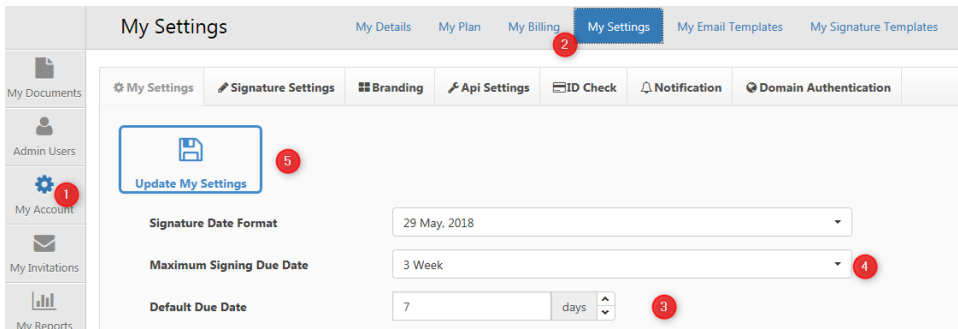 My Settings
My Details My Plan My Billing My Settings My Email Templates My Signature Templates
2
My Documents
Admin Users
1
My Account
My Invitations
My Reports
My Settings Signature Settings Branding Api Settings ID Check Notification Domain Authentication
Update My Settings
5
Signature Date Format 29 May, 2018
Maximum Signing Due Date 3 Week 4
Default Due Date 7 days 3